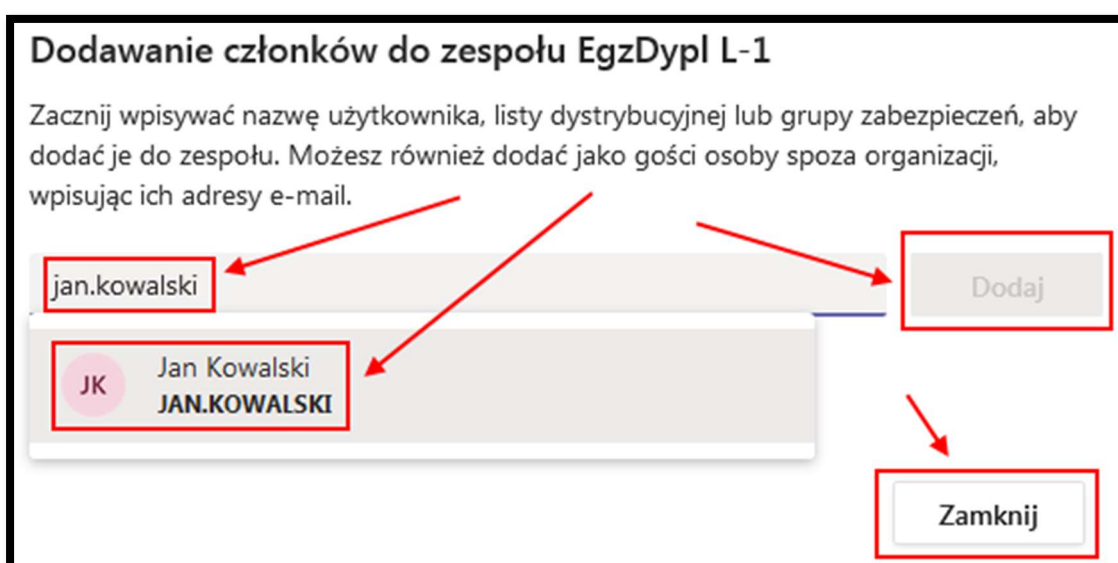 Dodawanie członków do zespołu EgzDypl L-1
Zacznij wpisywać nazwę użytkownika, listy dystrybucyjnej lub grupy zabezpieczeń, aby
dodać je do zespołu. Możesz również dodać jako gości osoby spoza organizacji,
wpisując ich adresy e-mail.
jan.kowalski
Dodaj
JK
Jan Kowalski
JAN.KOWALSKI
Zamknij